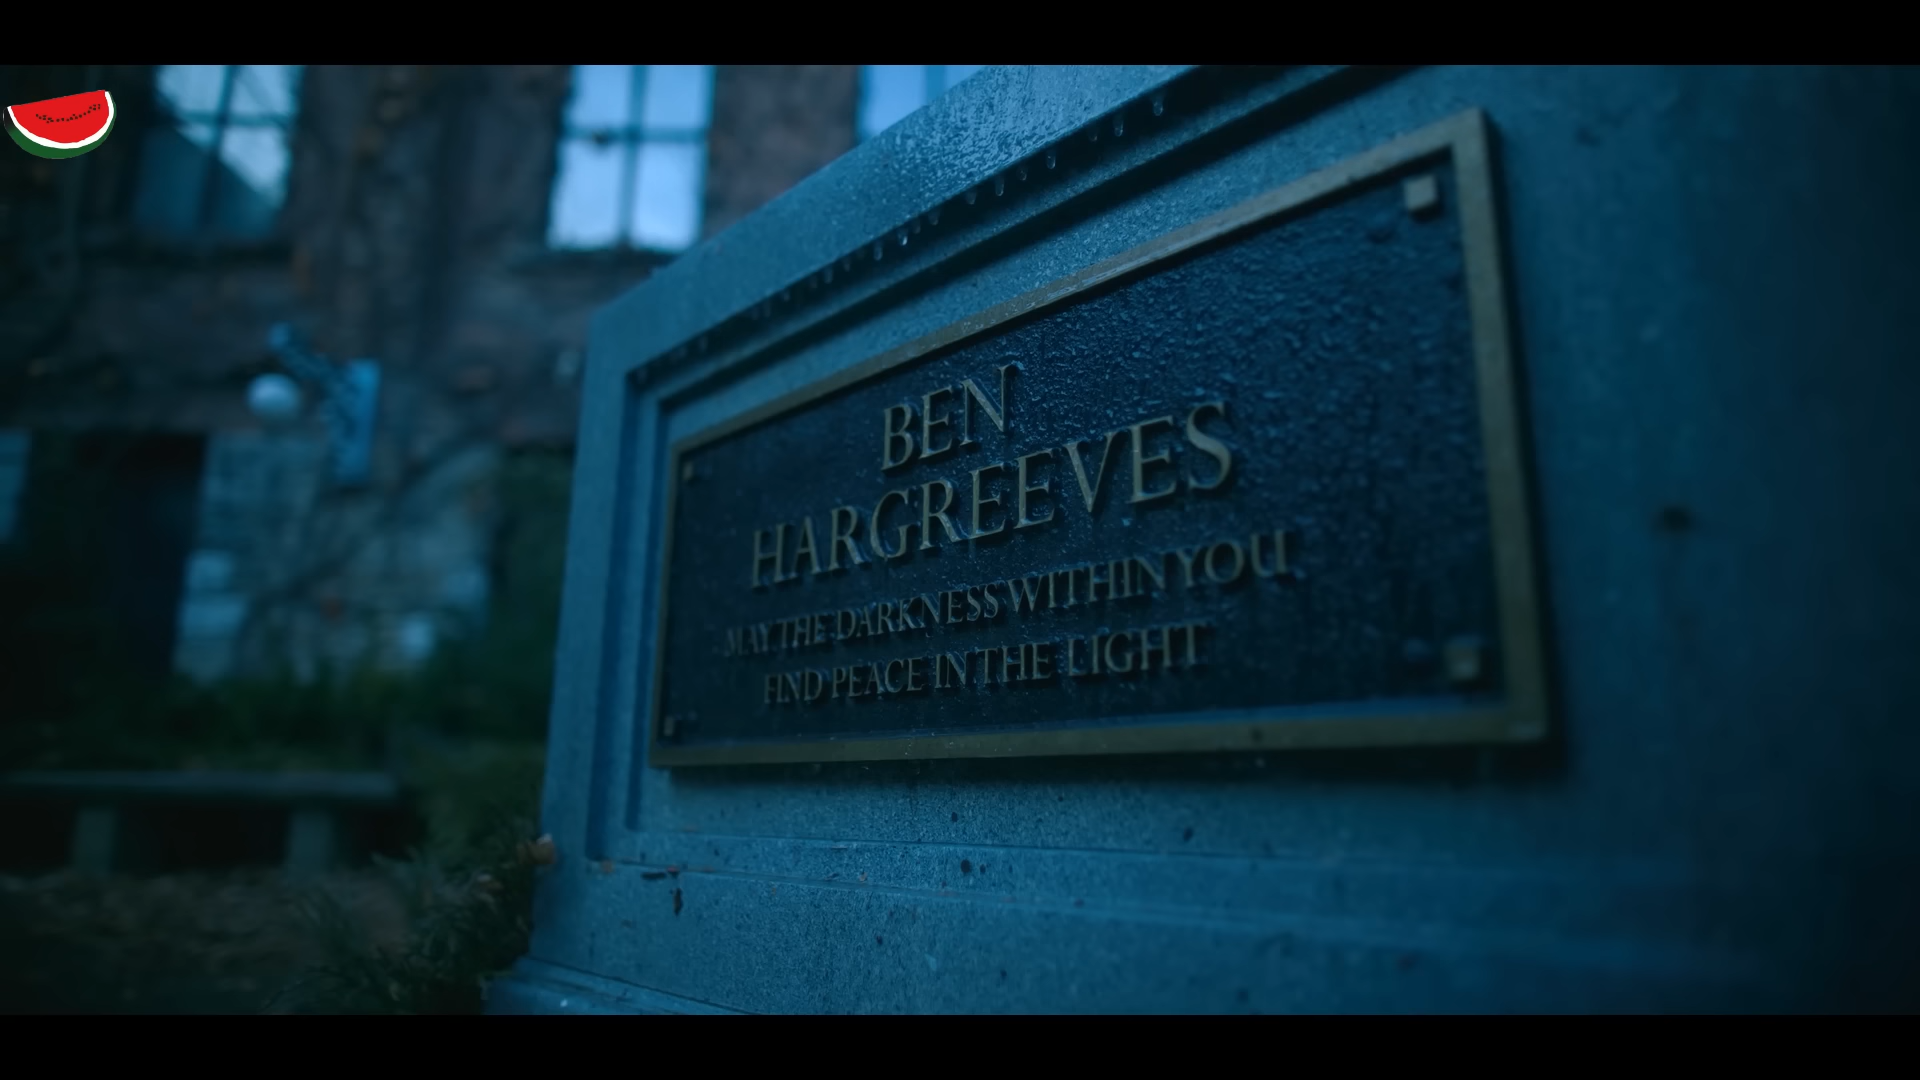 BEN
HARGREEVES
MAY THE DARKNESS WITHIN YOU
FIND PEACE IN THE LIGHT